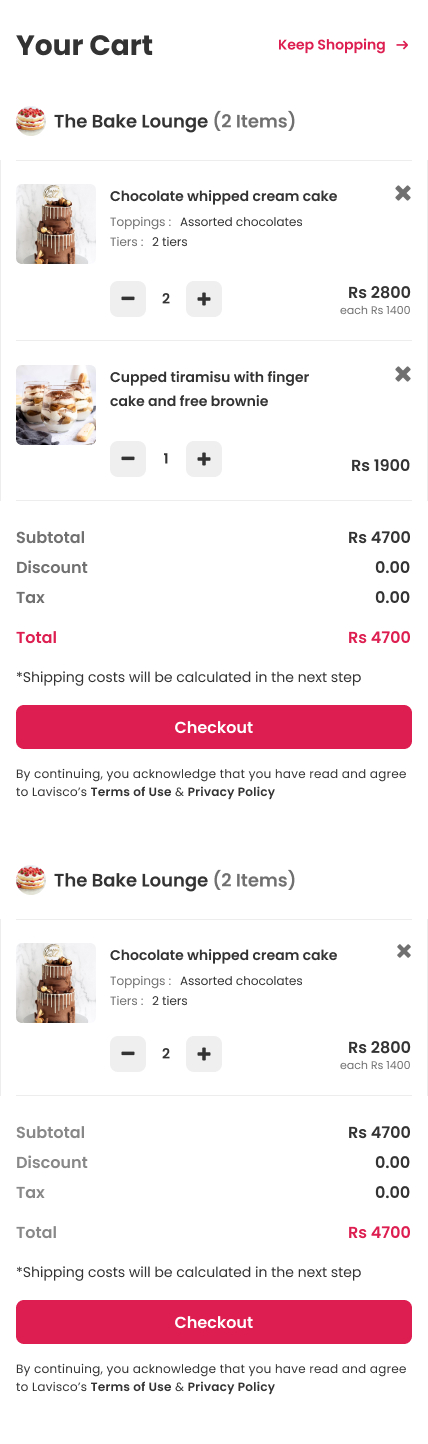 Your Cart
Keep Shopping →
The Bake Lounge (2 Items)
Chocolate whipped cream cake
Toppings : Assorted chocolates
Tiers : 2 tiers
2
Rs 2800
each Rs 1400
Cupped tiramisu with finger
cake and free brownie
1
Rs 1900
Subtotal Rs 4700
Discount 0.00
Tax 0.00
Total Rs 4700
*Shipping costs will be calculated in the next step
Checkout
By continuing, you acknowledge that you have read and agree
to Lavisco’s Terms of Use & Privacy Policy
The Bake Lounge (2 Items)
Chocolate whipped cream cake
Toppings : Assorted chocolates
Tiers : 2 tiers
2
Rs 2800
each Rs 1400
Subtotal Rs 4700
Discount 0.00
Tax 0.00
Total Rs 4700
*Shipping costs will be calculated in the next step
Checkout
By continuing, you acknowledge that you have read and agree
to Lavisco’s Terms of Use & Privacy Policy